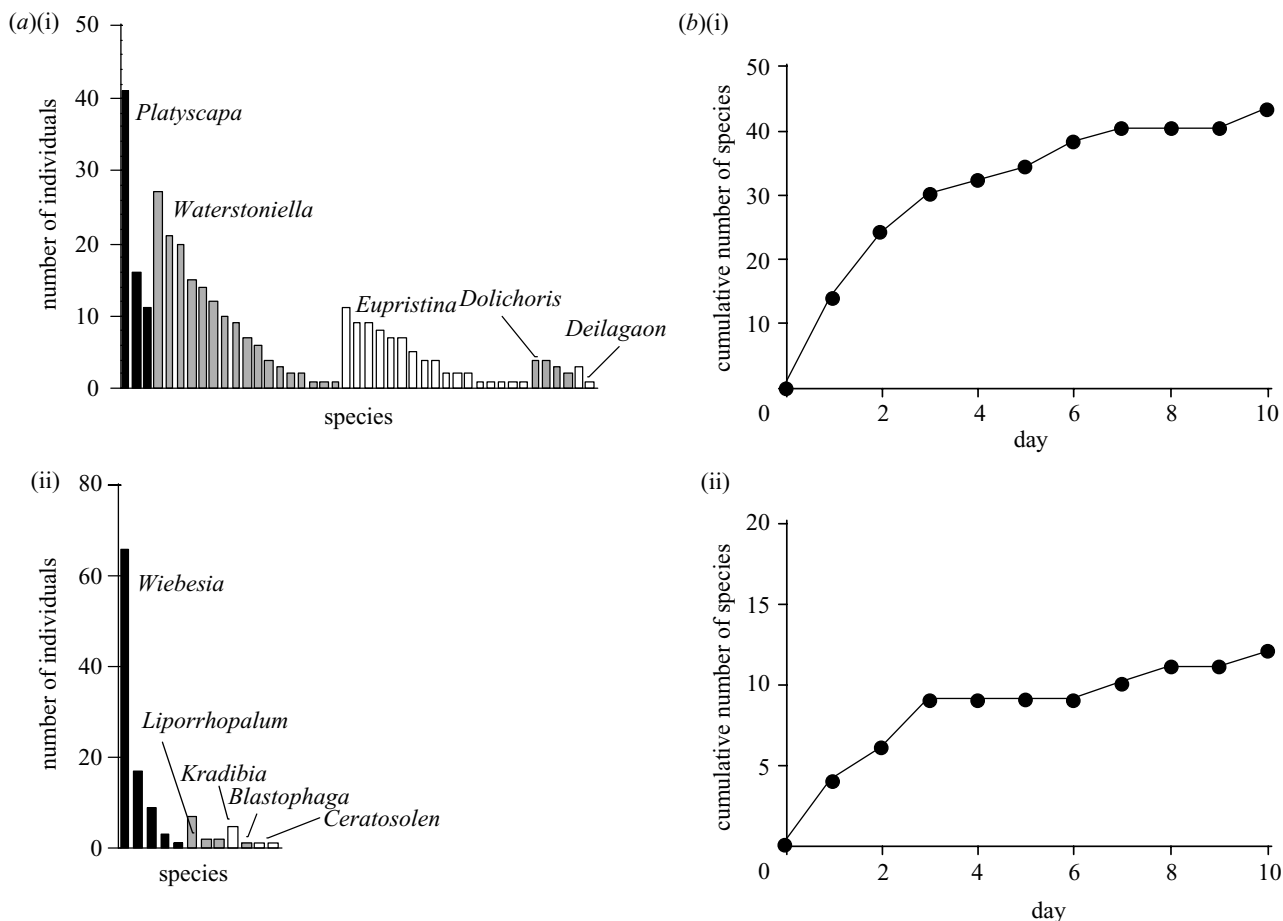 (a)(i)
50
40
30
20
10
0
number of individuals
Platyscapa
Waterstoniella
Eupristina
Dolichoris
Deilagaon
species
(b)(i)
50
40
30
20
10
0
2
4
6
8
10
cumulative number of species
day
(ii)
80
60
40
20
0
number of individuals
Wiebesia
Liporrhopalum
Kradibia
Blastophaga
Ceratosolen
species
(ii)
20
15
10
5
0
2
4
6
8
10
cumulative number of species
day